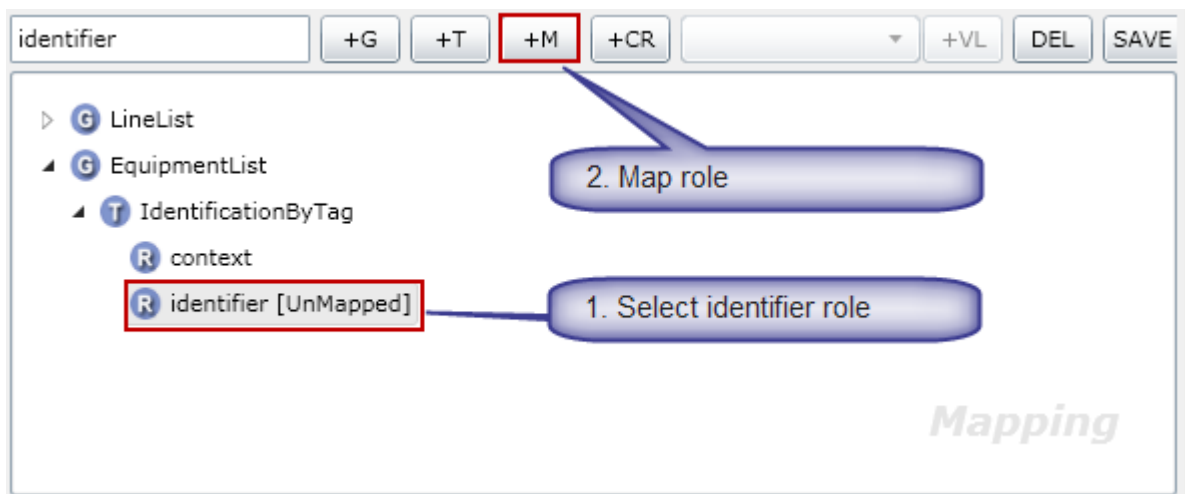 identifier +G +T +M +CR +VL DEL SAVE
G LineList
G EquipmentList
2. Map role
T IdentificationByTag
R context
R identifier [UnMapped]
1. Select identifier role
Mapping